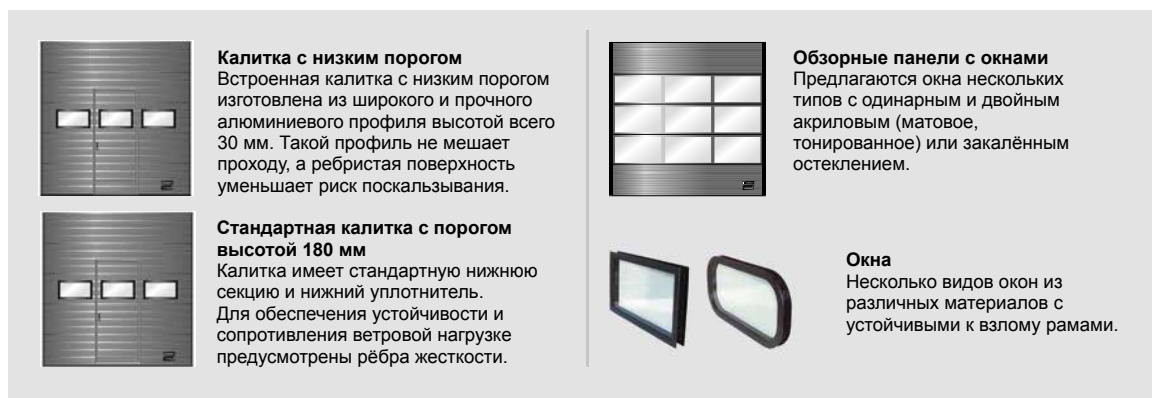 Калитка с низким порогом
Встроенная калитка с низким порогом
изготовлена из широкого и прочного
алюминиевого профиля высотой всего
30 мм. Такой профиль не мешает
проходу, а ребристая поверхность
уменьшает риск поскальзывания.
Стандартная калитка с порогом
высотой 180 мм
Калитка имеет стандартную нижнюю
секцию и нижний уплотнитель.
Для обеспечения устойчивости и
сопротивления ветровой нагрузке
предусмотрены рёбра жесткости.
Обзорные панели с окнами
Предлагаются окна нескольких
типов с одинарным и двойным
акриловым (матовое,
тонированное) или закалённым
остеклением.
Окна
Несколько видов окон из
различных материалов с
устойчивыми к взлому рамами.